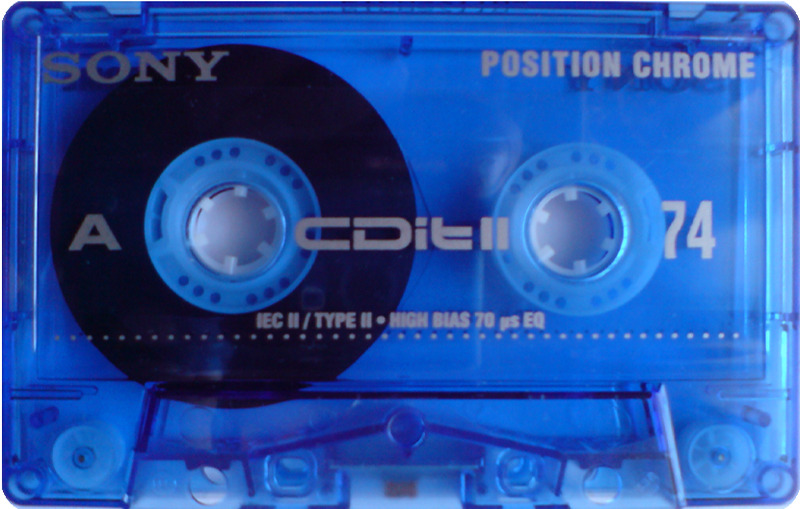 SONY POSITION CHROME
A CDit II 74
IEC II / TYPE II • HIGH BIAS 70 µs EQ